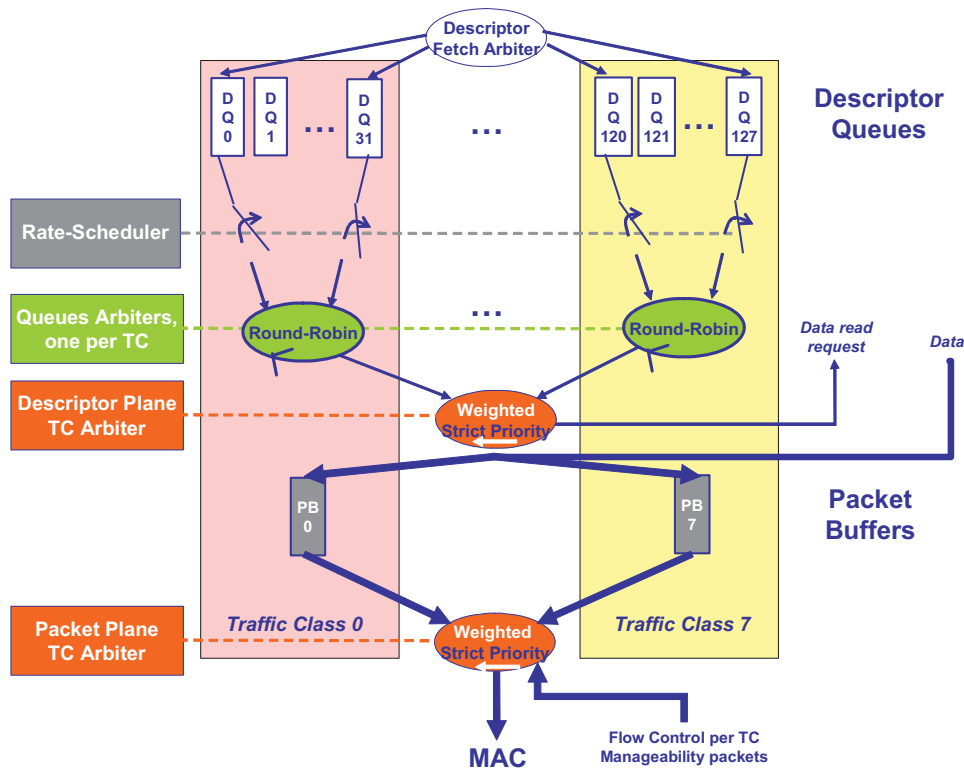 Descriptor
Fetch Arbiter
D
Q
0
D
Q
1
...
D
Q
31
...
D
Q
120
D
Q
121
...
D
Q
127
Descriptor
Queues
Rate-Scheduler
Queues Arbiters,
one per TC
Round-Robin
...
Round-Robin
Data read
request
Data
Descriptor Plane
TC Arbiter
Weighted
Strict Priority
PB
0
PB
7
Packet
Buffers
Traffic Class 0
Traffic Class 7
Packet Plane
TC Arbiter
Weighted
Strict Priority
MAC
Flow Control per TC
Manageability packets